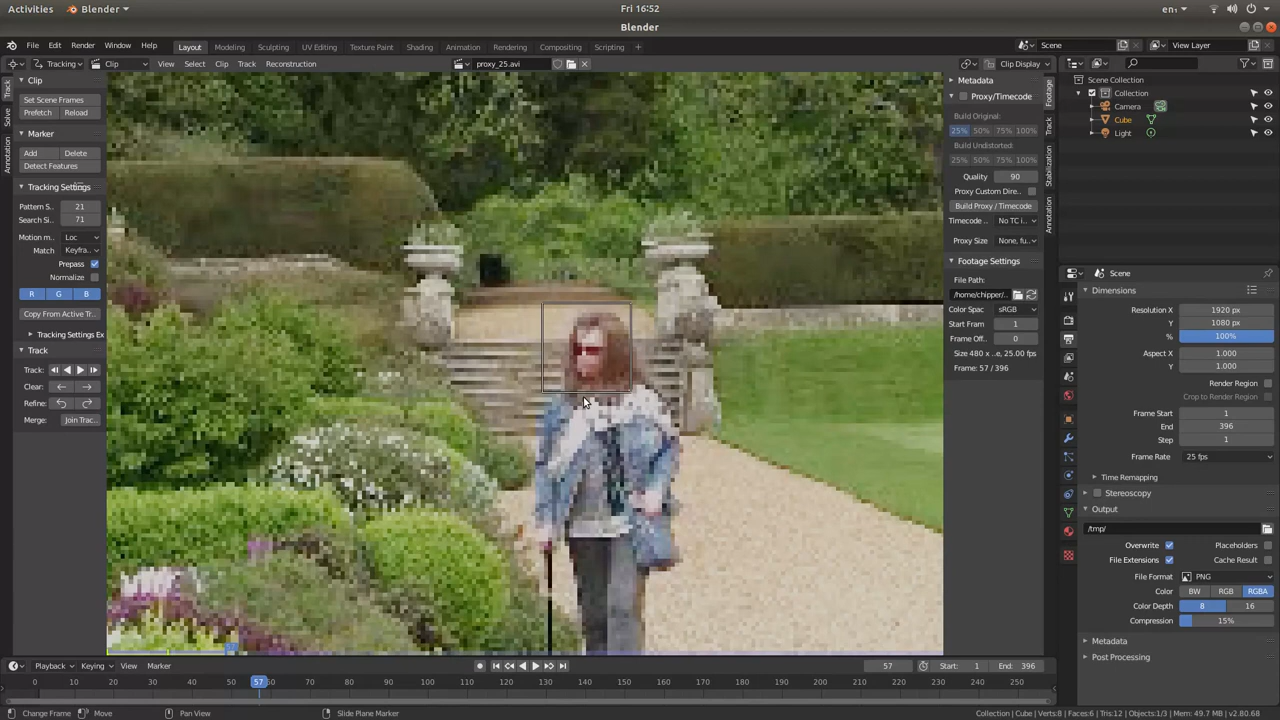 Activities Blender Fri 16:52 en₁
Blender
File Edit Render Window Help Layout Modeling Sculpting UV Editing Texture Paint Shading Animation Rendering Compositing Scripting + Scene View Layer
Tracking Clip View Select Clip Track Reconstruction proxy_25.avi Clip Display
Track
Solve
Annotation
Clip
Set Scene Frames
Prefetch Reload
Marker
Add Delete
Detect Features
Tracking Settings
Pattern S.. 21
Search Si.. 71
Motion m.. Loc
Match Keyfra..
Prepass
Normalize
R G B
Copy From Active Tr..
Tracking Settings Ex
Track
Track:
Clear:
Refine:
Merge: Join Trac..
Metadata
Proxy/Timecode
Build Original:
25% 50% 75% 100%
Build Undistorted:
25% 50% 75% 100%
Quality 90
Proxy Custom Dire..
Build Proxy / Timecode
Timecode .. No TC i..
Proxy Size None, fu..
Footage Settings
File Path:
/home/chipper/..
Color Spac sRGB
Start Fram 1
Frame Off.. 0
Size 480 x ..e, 25.00 fps
Frame: 57 / 396
Footage
Track
Stabilization
Annotation
Scene Collection
Collection
Camera
Cube
Light
Scene
Dimensions
Resolution X 1920 px
Y 1080 px
% 100%
Aspect X 1.000
Y 1.000
Render Region
Crop to Render Region
Frame Start 1
End 396
Step 1
Frame Rate 25 fps
Time Remapping
Stereoscopy
Output
/tmp/
Overwrite Placeholders
File Extensions Cache Result
File Format PNG
Color BW RGB RGBA
Color Depth 8 16
Compression 15%
Metadata
Post Processing
Playback Keying View Marker 57 Start: 1 End: 396
0 10 20 30 40 50 57 70 80 90 100 110 120 130 140 150 160 170 180 190 200 210 220 230 240 250
Change Frame Move Pan View Slide Plane Marker Collection | Cube | Verts:8 | Faces:6 | Tris:12 | Objects:1/3 | Mem: 49.7 MB | v2.80.68